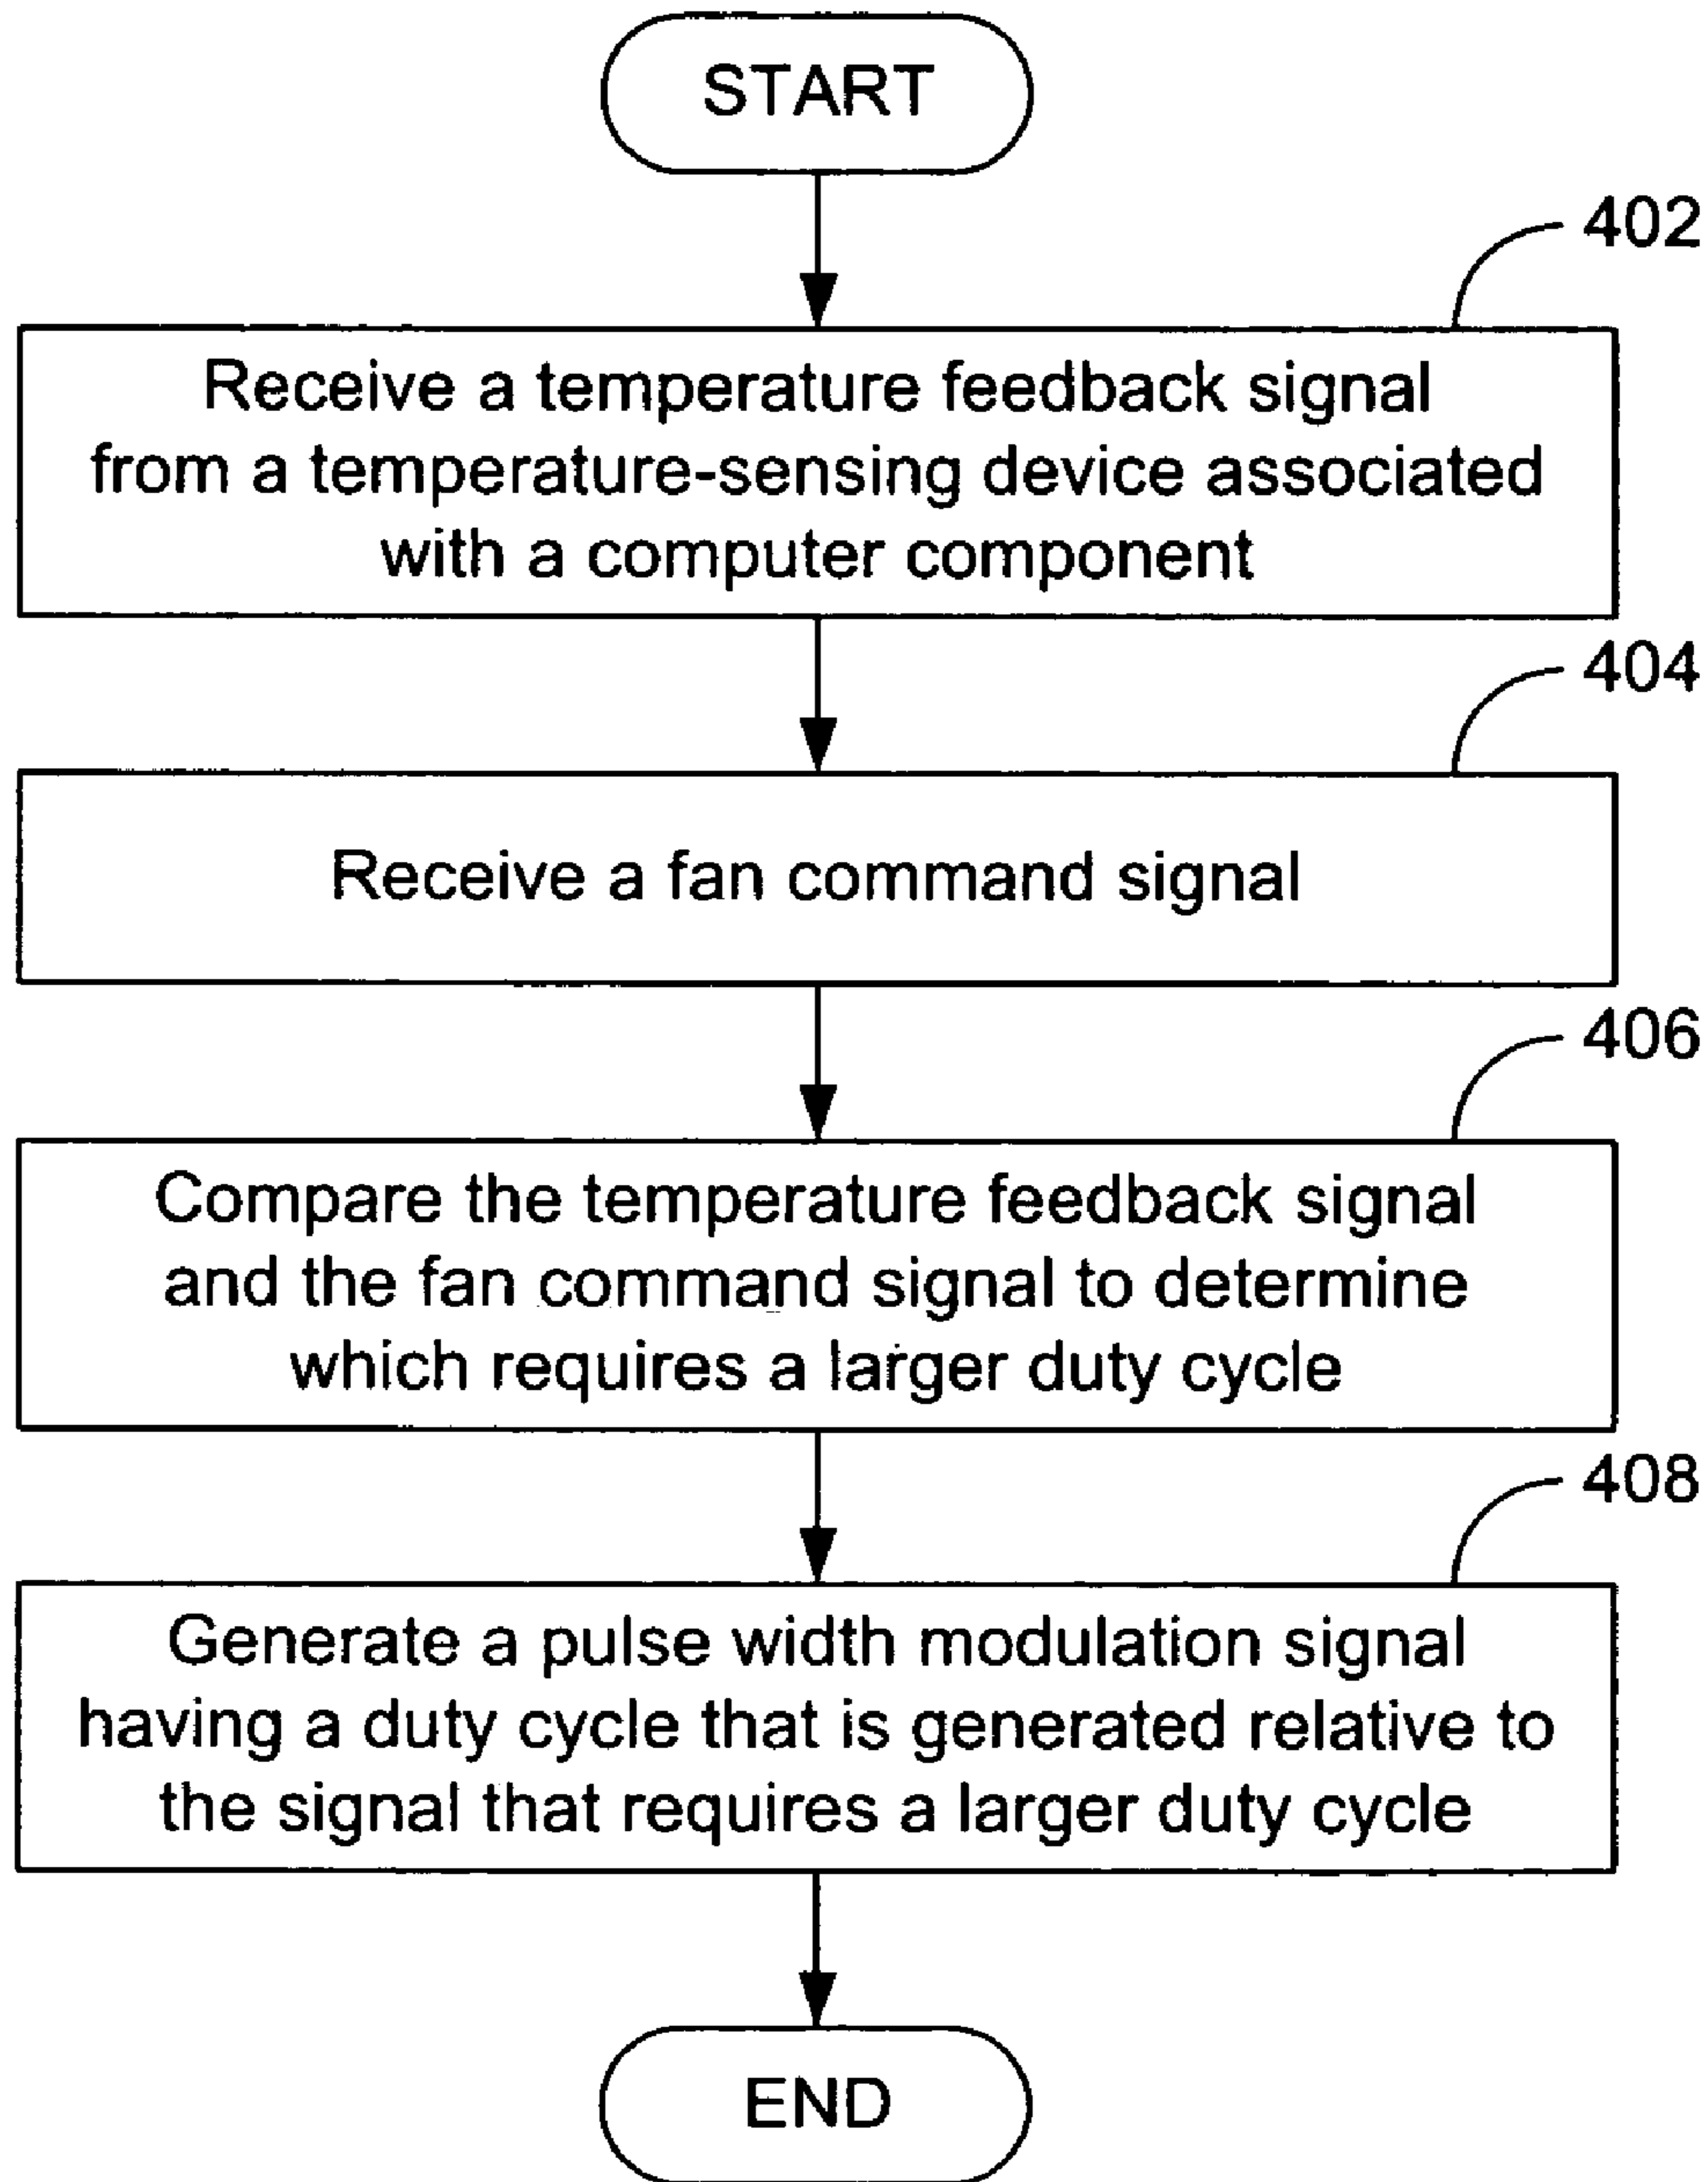 START
402
Receive a temperature feedback signal
from a temperature-sensing device associated
with a computer component
404
Receive a fan command signal
406
Compare the temperature feedback signal
and the fan command signal to determine
which requires a larger duty cycle
408
Generate a pulse width modulation signal
having a duty cycle that is generated relative to
the signal that requires a larger duty cycle
END